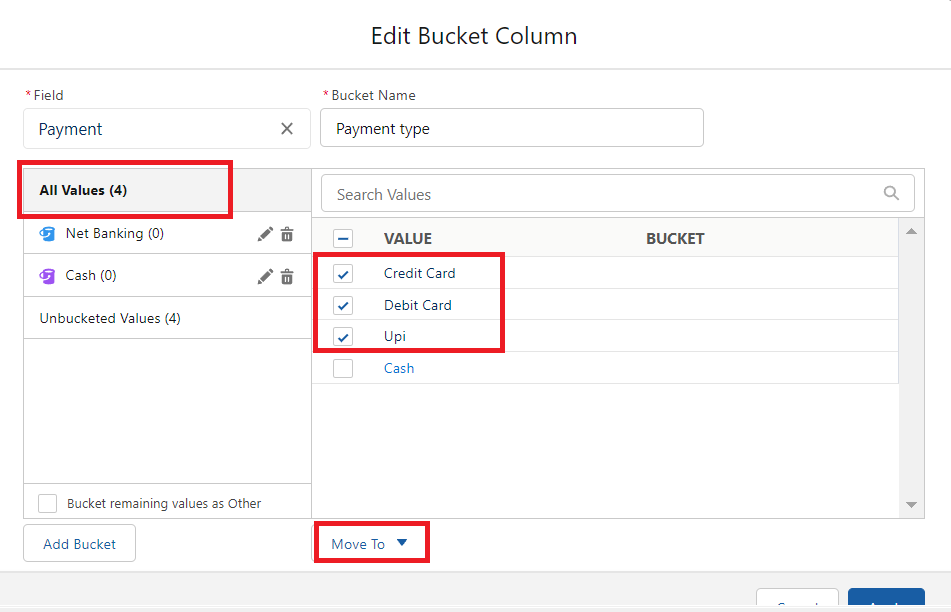 Edit Bucket Column
* Field
* Bucket Name
Payment
Payment type
All Values (4)
Search Values
Net Banking (0)
VALUE BUCKET
Cash (0)
Credit Card
Debit Card
Unbucketed Values (4)
Upi
Cash
Bucket remaining values as Other
Add Bucket
Move To